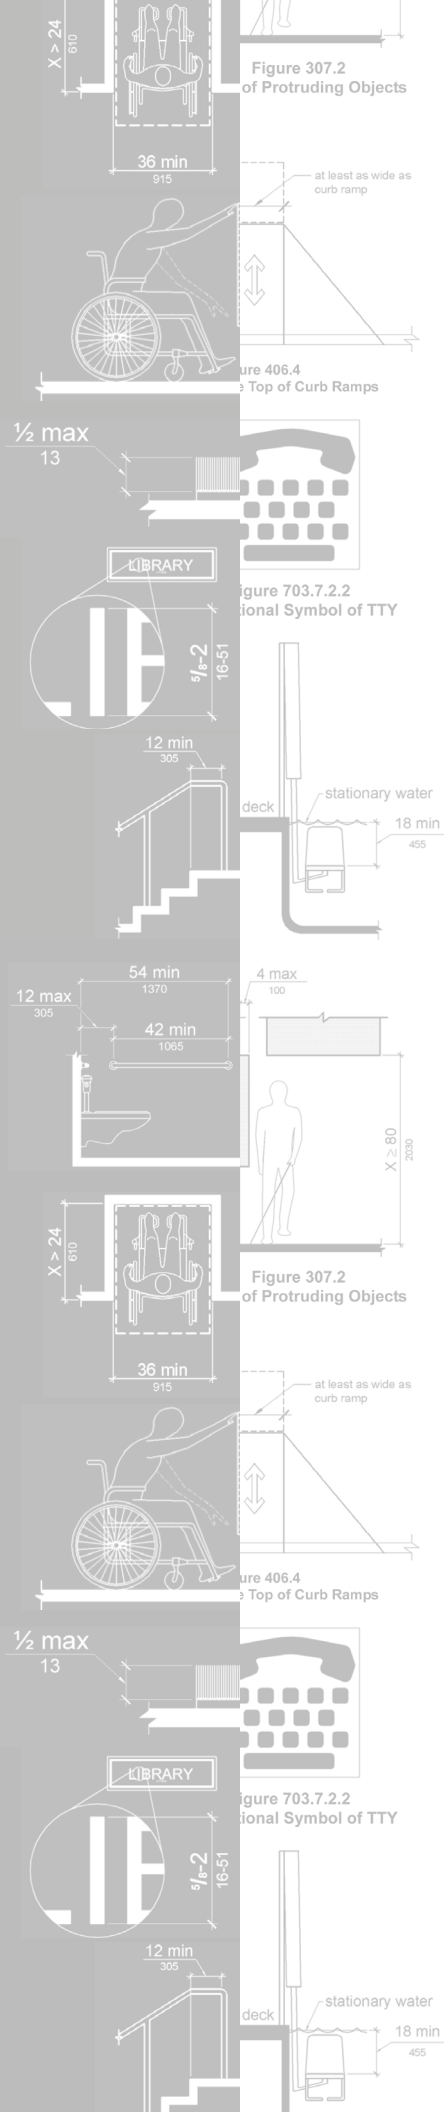 X > 24
610
Figure 307.2
of Protruding Objects
36 min
915
at least as wide as
curb ramp
ure 406.4
e Top of Curb Ramps
½ max
13
LIBRARY
igure 703.7.2.2
ional Symbol of TTY
5/8-2
16-51
12 min
305
deck
stationary water
18 min
455
54 min
1370
4 max
100
12 max
305
42 min
1065
X ≥ 80
2030
X > 24
610
Figure 307.2
of Protruding Objects
36 min
915
at least as wide as
curb ramp
ure 406.4
e Top of Curb Ramps
½ max
13
LIBRARY
igure 703.7.2.2
ional Symbol of TTY
5/8-2
16-51
12 min
305
deck
stationary water
18 min
455